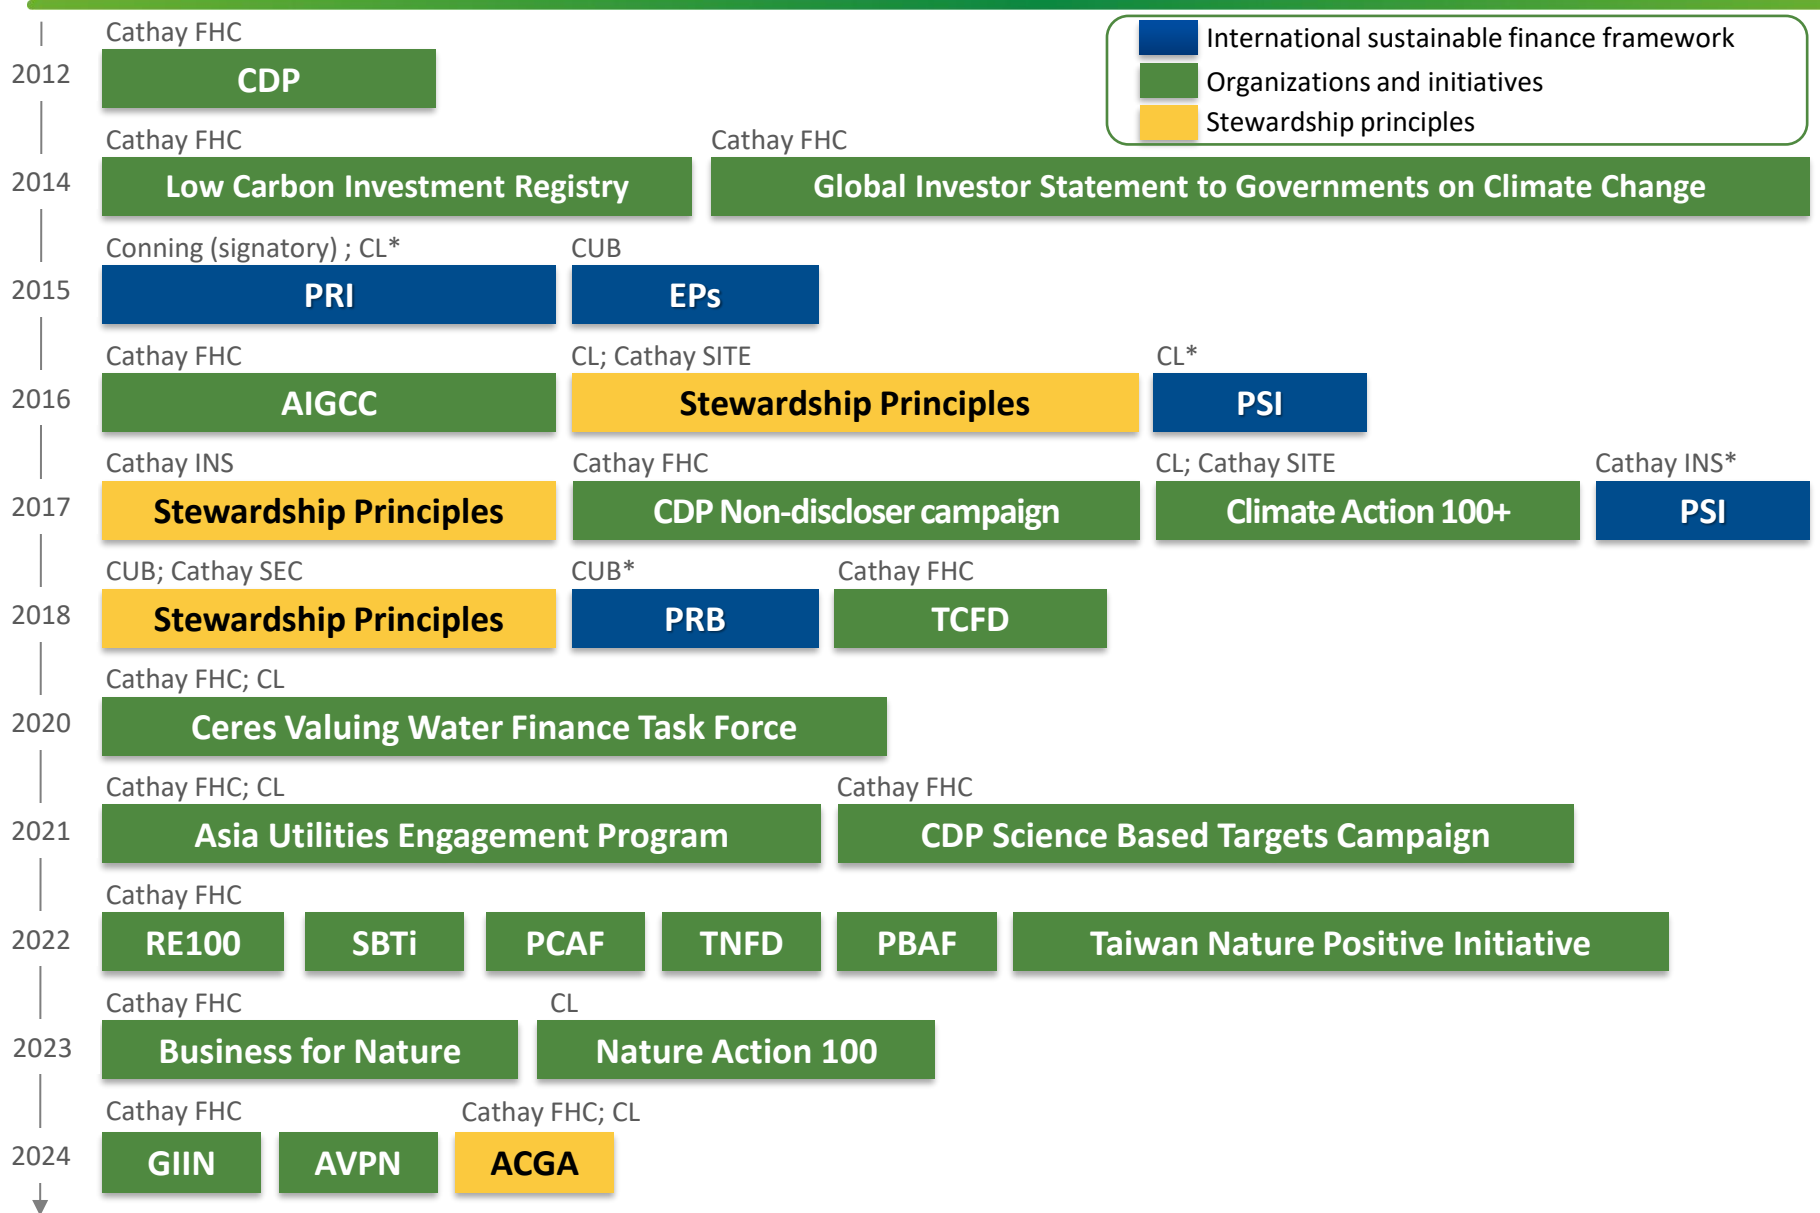 International sustainable finance framework
Organizations and initiatives
Stewardship principles
Cathay FHC
2012
CDP
Cathay FHC
Cathay FHC
2014
Low Carbon Investment Registry
Global Investor Statement to Governments on Climate Change
Conning (signatory) ; CL*
CUB
2015
PRI
EPs
Cathay FHC
CL; Cathay SITE
CL*
2016
AIGCC
Stewardship Principles
PSI
Cathay INS
Cathay FHC
CL; Cathay SITE
Cathay INS*
2017
Stewardship Principles
CDP Non-discloser campaign
Climate Action 100+
PSI
CUB; Cathay SEC
CUB*
Cathay FHC
2018
Stewardship Principles
PRB
TCFD
Cathay FHC; CL
2020
Ceres Valuing Water Finance Task Force
Cathay FHC; CL
Cathay FHC
2021
Asia Utilities Engagement Program
CDP Science Based Targets Campaign
Cathay FHC
2022
RE100
SBTi
PCAF
TNFD
PBAF
Taiwan Nature Positive Initiative
Cathay FHC
CL
2023
Business for Nature
Nature Action 100
Cathay FHC
Cathay FHC; CL
2024
GIIN
AVPN
ACGA